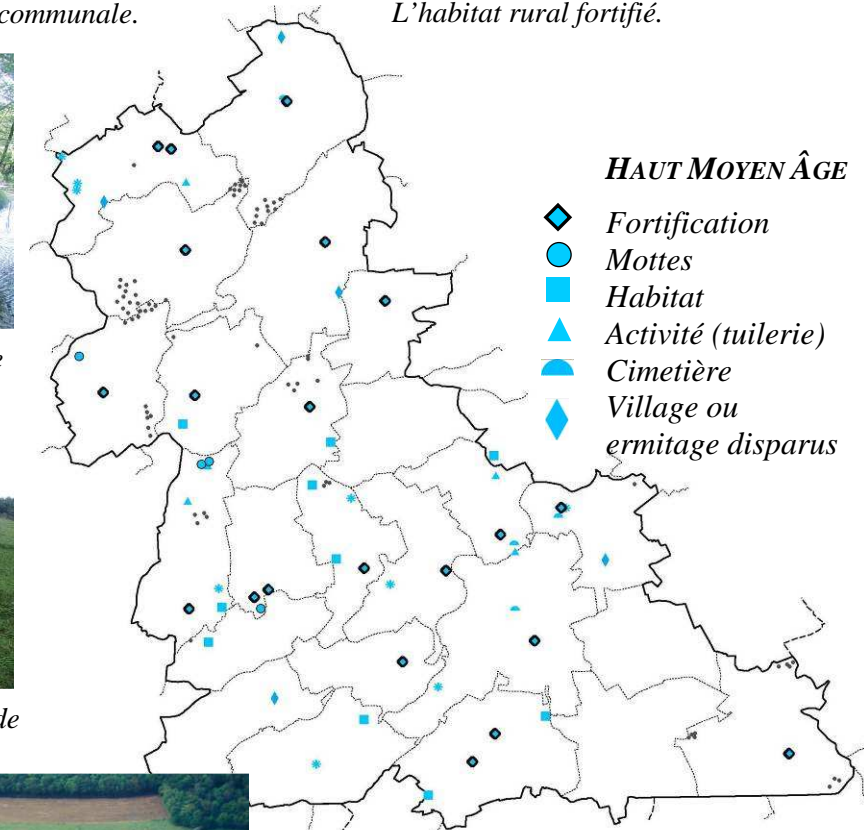 communale.
L'habitat rural fortifié.
HAUT MOYEN ÂGE
Fortification
Mottes
Habitat
Activité (tuilerie)
Cimetière
Village ou
ermitage disparus
e
de